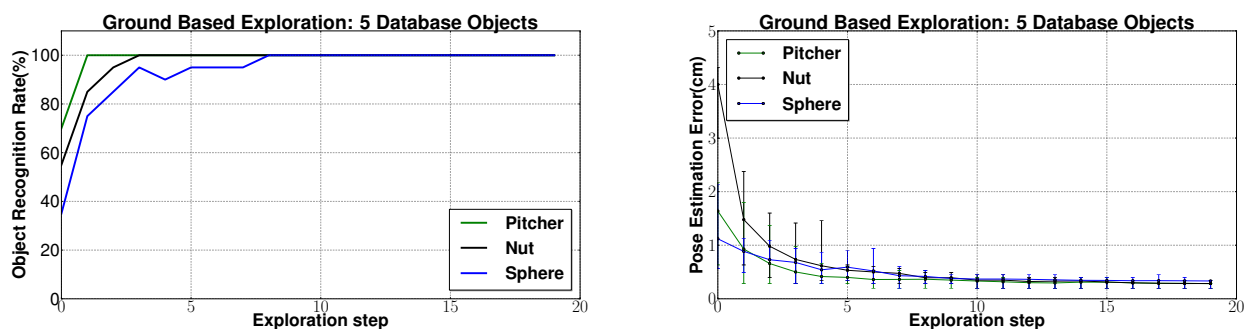 Ground Based Exploration: 5 Database Objects
Object Recognition Rate(%)
100
80
60
40
20
0
0 5 10 15 20
Exploration step
Pitcher
Nut
Sphere
Ground Based Exploration: 5 Database Objects
Pose Estimation Error(cm)
5
4
3
2
1
0
0 5 10 15 20
Exploration step
Pitcher
Nut
Sphere